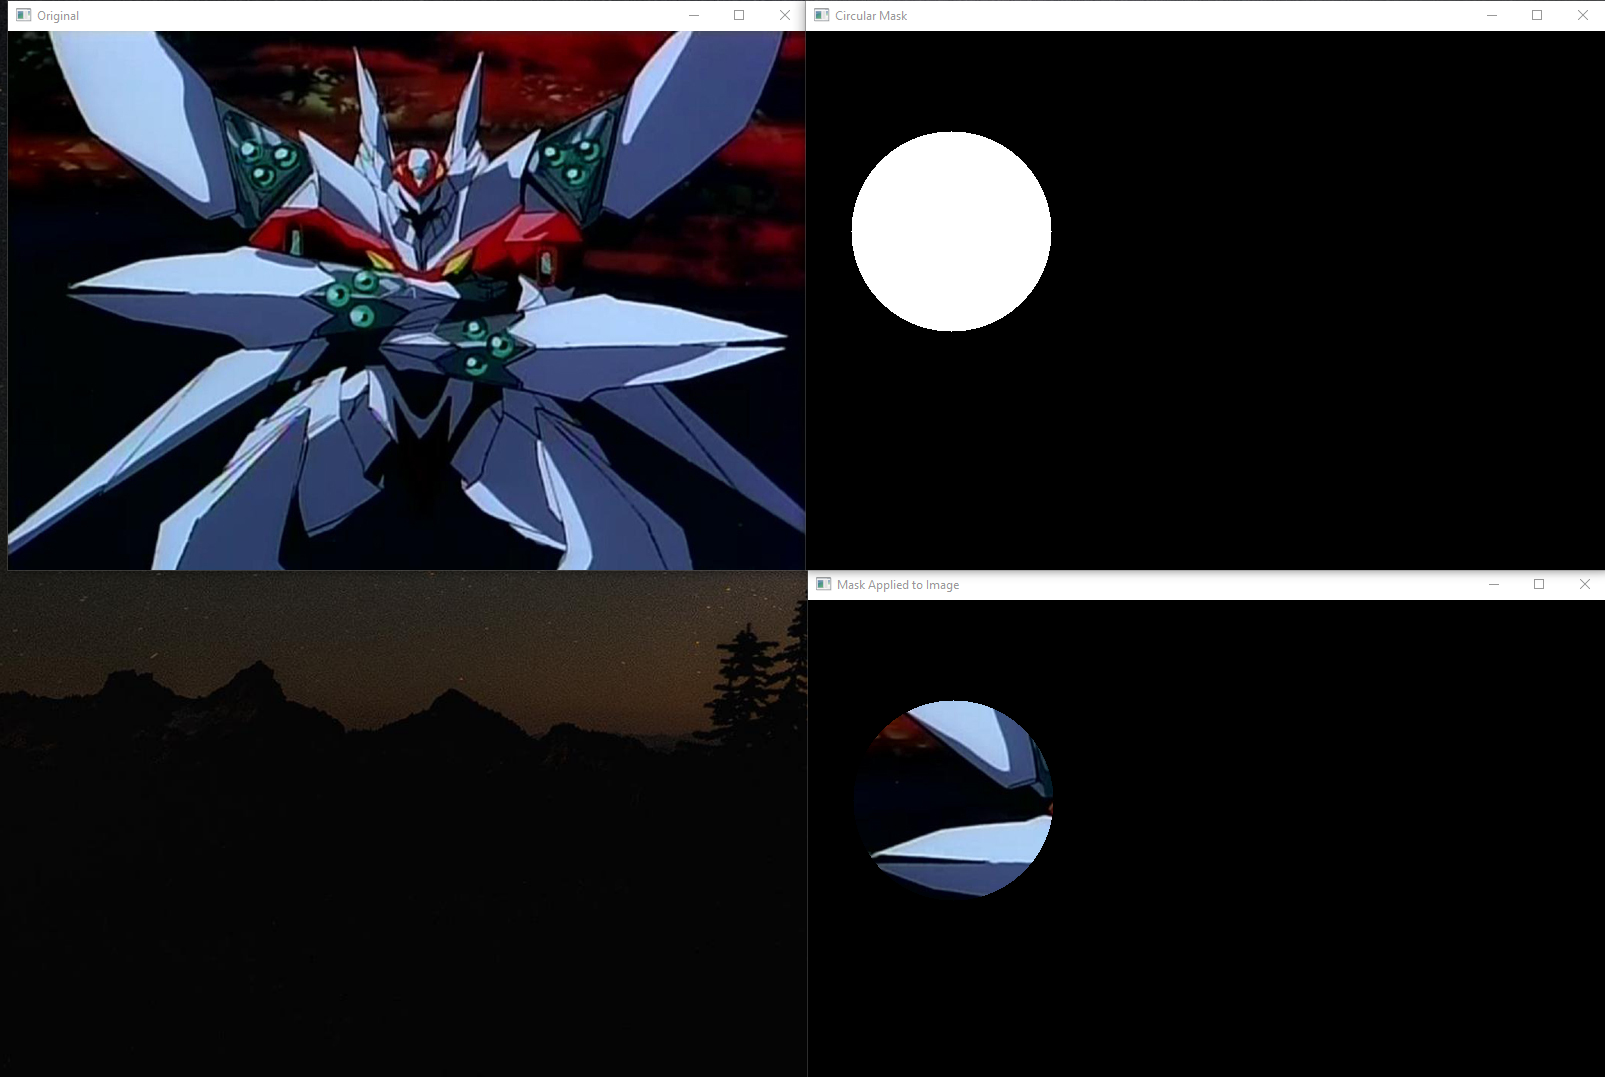 Original
Circular Mask
Mask Applied to Image